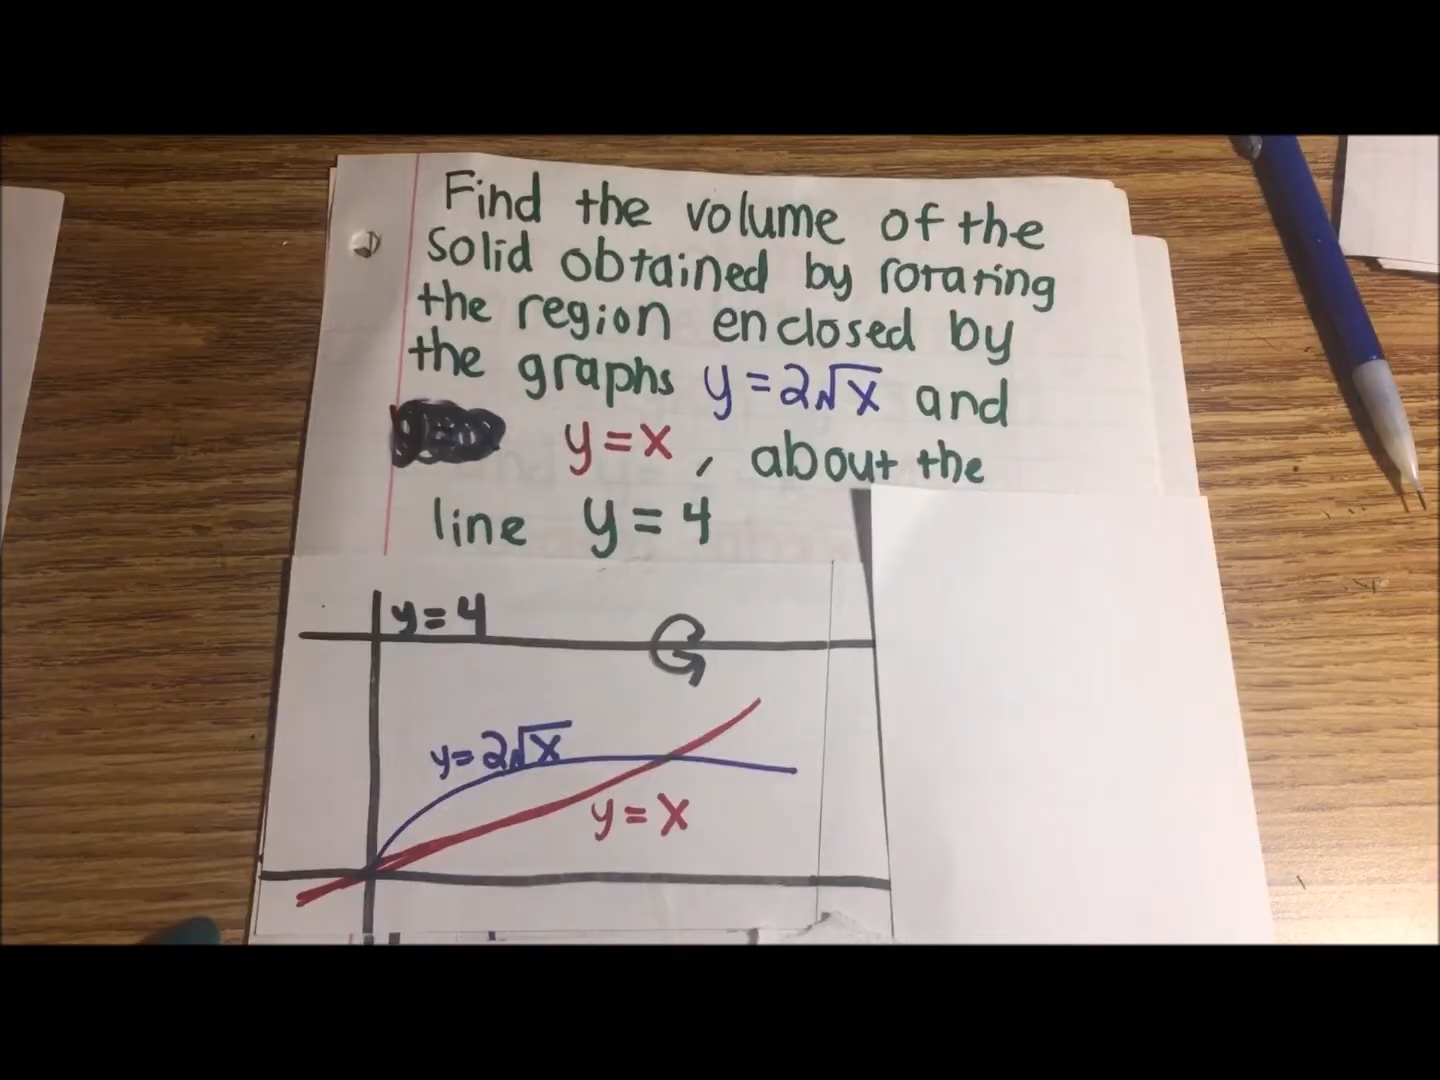 Find the volume of the
solid obtained by rotating
the region enclosed by
the graphs y = 2√x and
y = x , about the
line y = 4
y = 4
y = 2√x
y = x